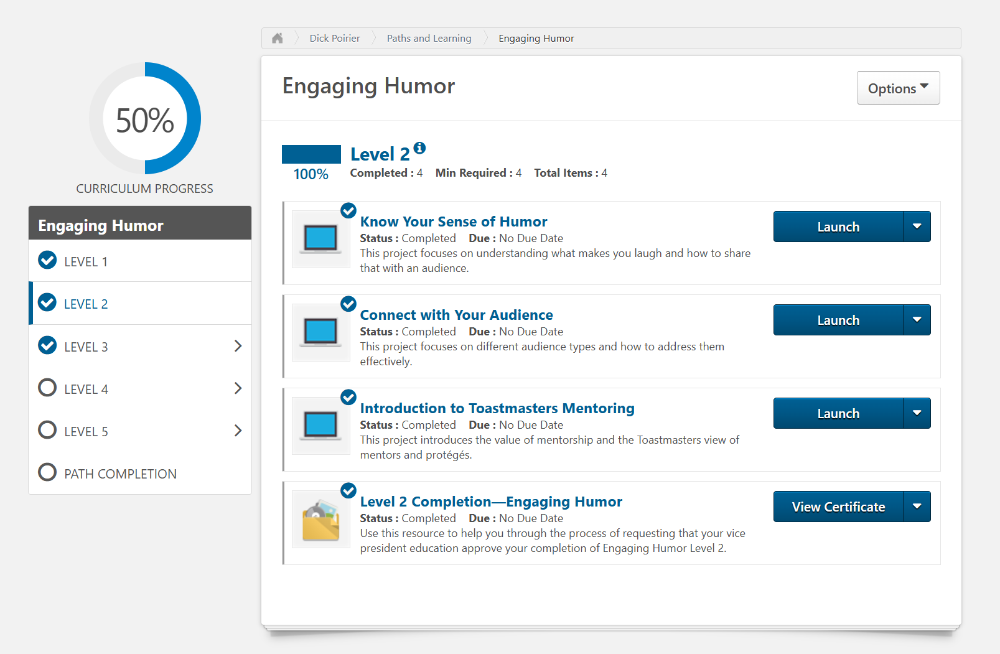 Dick Poirier
Paths and Learning
Engaging Humor
50%
CURRICULUM PROGRESS
Engaging Humor
LEVEL 1
LEVEL 2
LEVEL 3
LEVEL 4
LEVEL 5
PATH COMPLETION
Engaging Humor
Options
100%
Level 2
Completed : 4 Min Required : 4 Total Items : 4
Know Your Sense of Humor
Status : Completed Due : No Due Date
This project focuses on understanding what makes you laugh and how to share
that with an audience.
Launch
Connect with Your Audience
Status : Completed Due : No Due Date
This project focuses on different audience types and how to address them
effectively.
Launch
Introduction to Toastmasters Mentoring
Status : Completed Due : No Due Date
This project introduces the value of mentorship and the Toastmasters view of
mentors and protégés.
Launch
Level 2 Completion—Engaging Humor
Status : Completed Due : No Due Date
Use this resource to help you through the process of requesting that your vice
president education approve your completion of Engaging Humor Level 2.
View Certificate